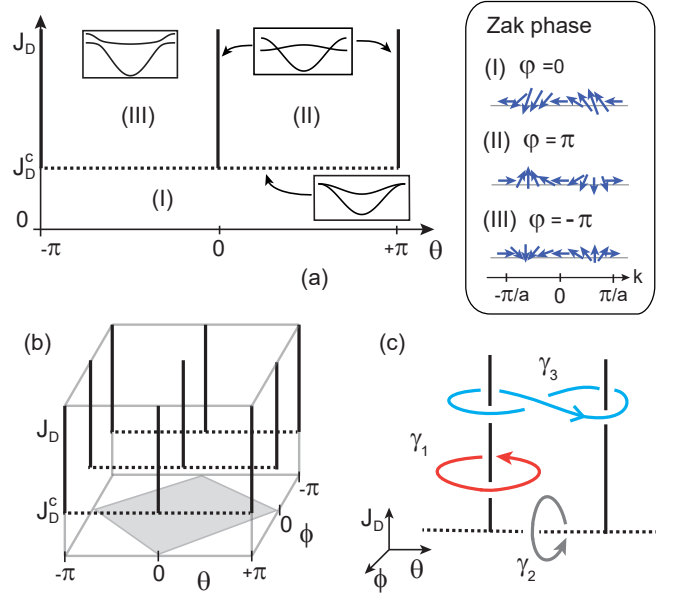 J_D
(III)
(II)
J_D^c
(I)
0
-π
0
+π
θ
(a)
Zak phase
(I) φ=0
(II) φ=π
(III) φ=-π
k
-π/a
0
π/a
(b)
J_D
J_D^c
-π
0
+π
θ
-π
0
ϕ
(c)
γ_3
γ_1
γ_2
J_D
ϕ
θ